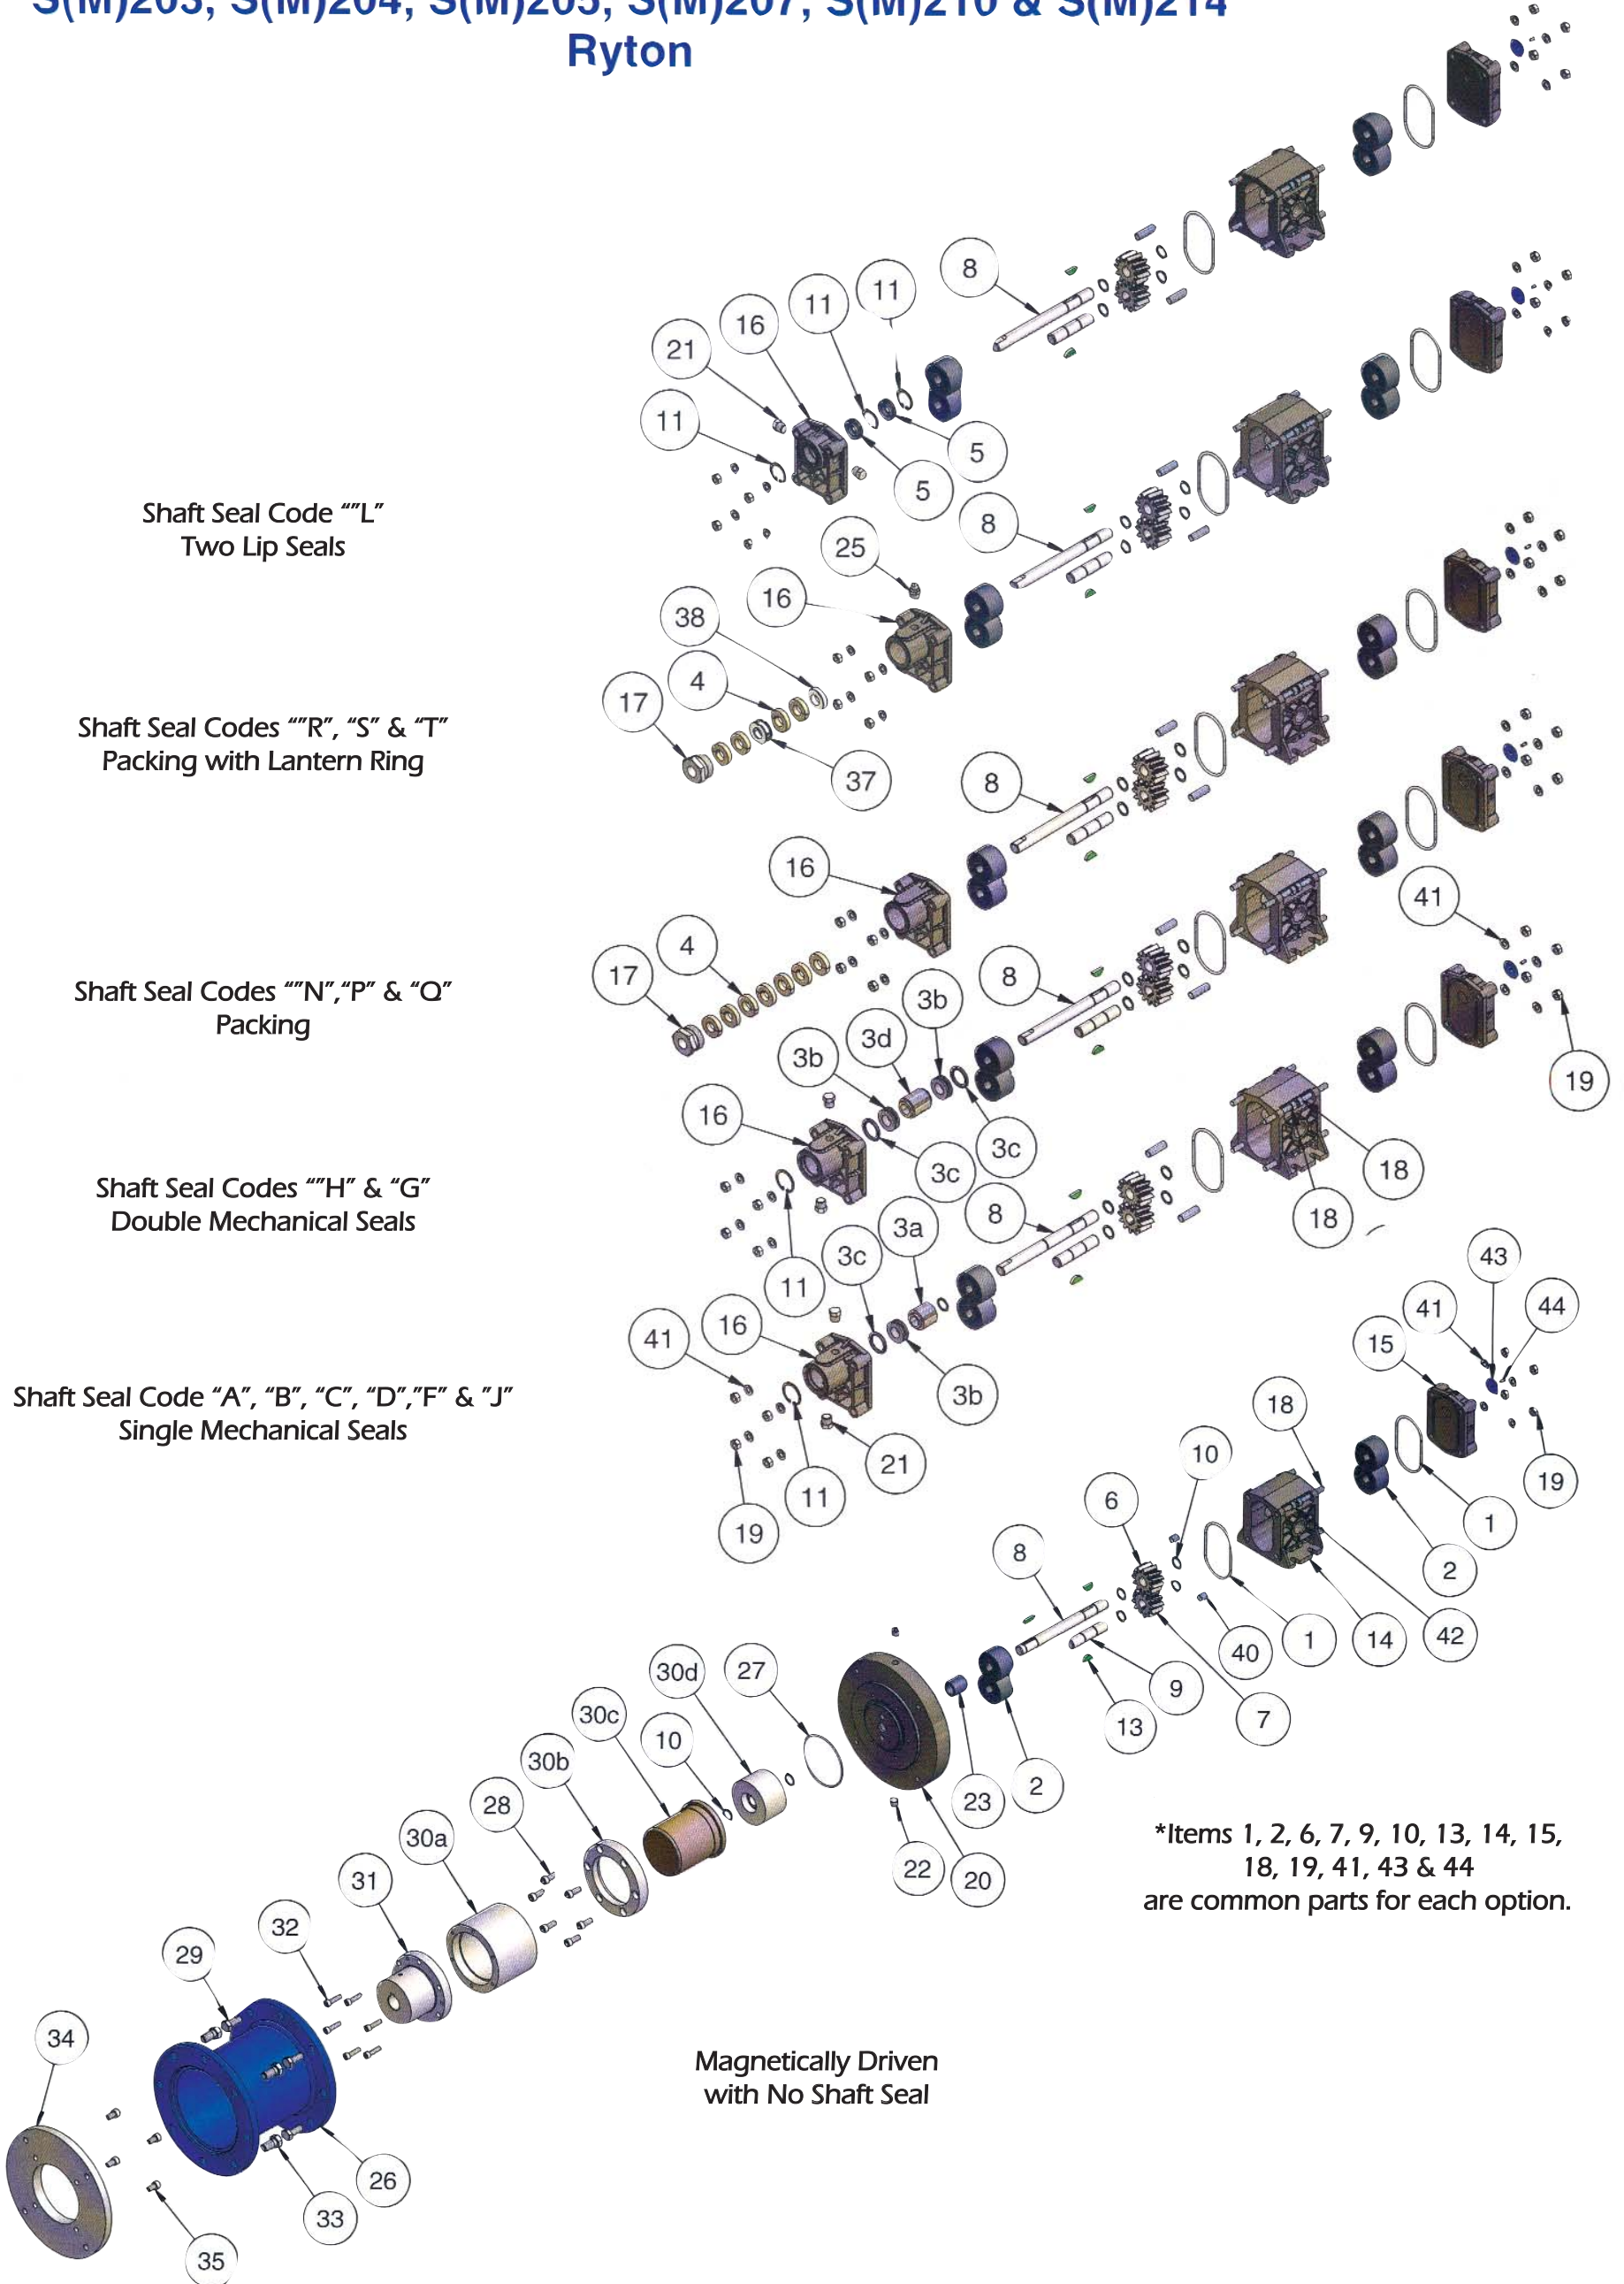 S(M)203, S(M)204, S(M)205, S(M)207, S(M)210 & S(M)214
Ryton
8
11
11
16
21
11
5
5
Shaft Seal Code “"L”
Two Lip Seals
8
25
16
38
4
17
37
Shaft Seal Codes “"R”, “S” & “T”
Packing with Lantern Ring
8
16
4
17
41
19
Shaft Seal Codes “"N”,“P” & “Q”
Packing
8
3b
3d
3b
16
3c
3c
11
Shaft Seal Codes “"H” & “G”
Double Mechanical Seals
18
18
8
3a
3c
16
41
3b
21
11
19
Shaft Seal Code “A”, “B”, “C”, “D”,”F” & ”J”
Single Mechanical Seals
43
41
44
15
18
10
6
8
19
1
2
42
14
1
40
7
9
13
2
23
20
22
27
30d
10
30c
30b
28
30a
31
32
29
34
26
33
35
*Items 1, 2, 6, 7, 9, 10, 13, 14, 15,
18, 19, 41, 43 & 44
are common parts for each option.
Magnetically Driven
with No Shaft Seal